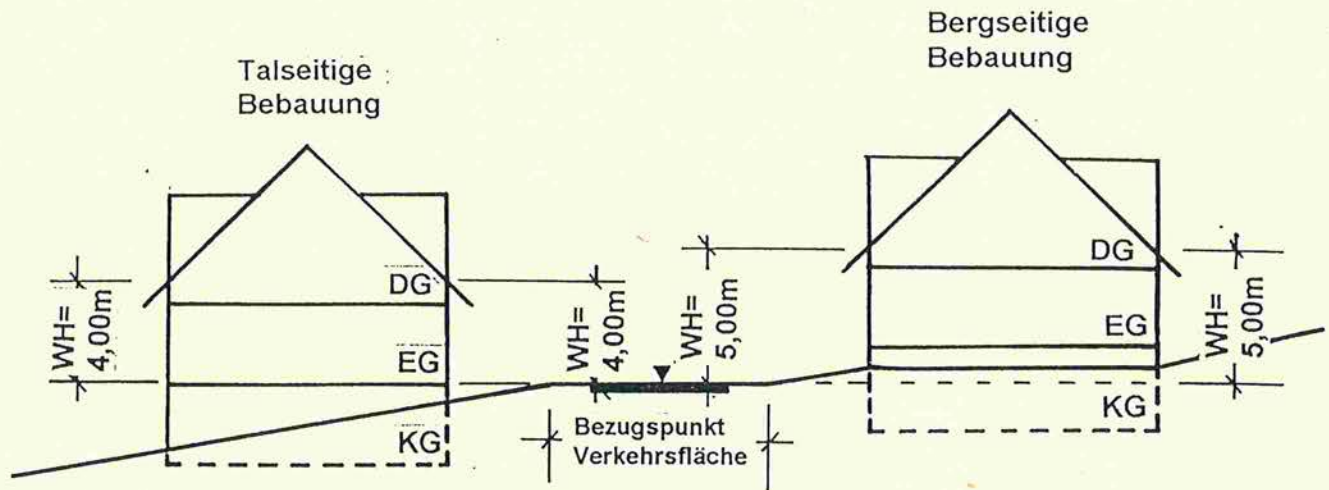 Talseitige
Bebauung
Bergseitige
Bebauung
DG
EG
KG
WH=
4,00m
WH=
4,00m
WH=
5,00m
DG
EG
KG
WH=
5,00m
Bezugspunkt
Verkehrsfläche